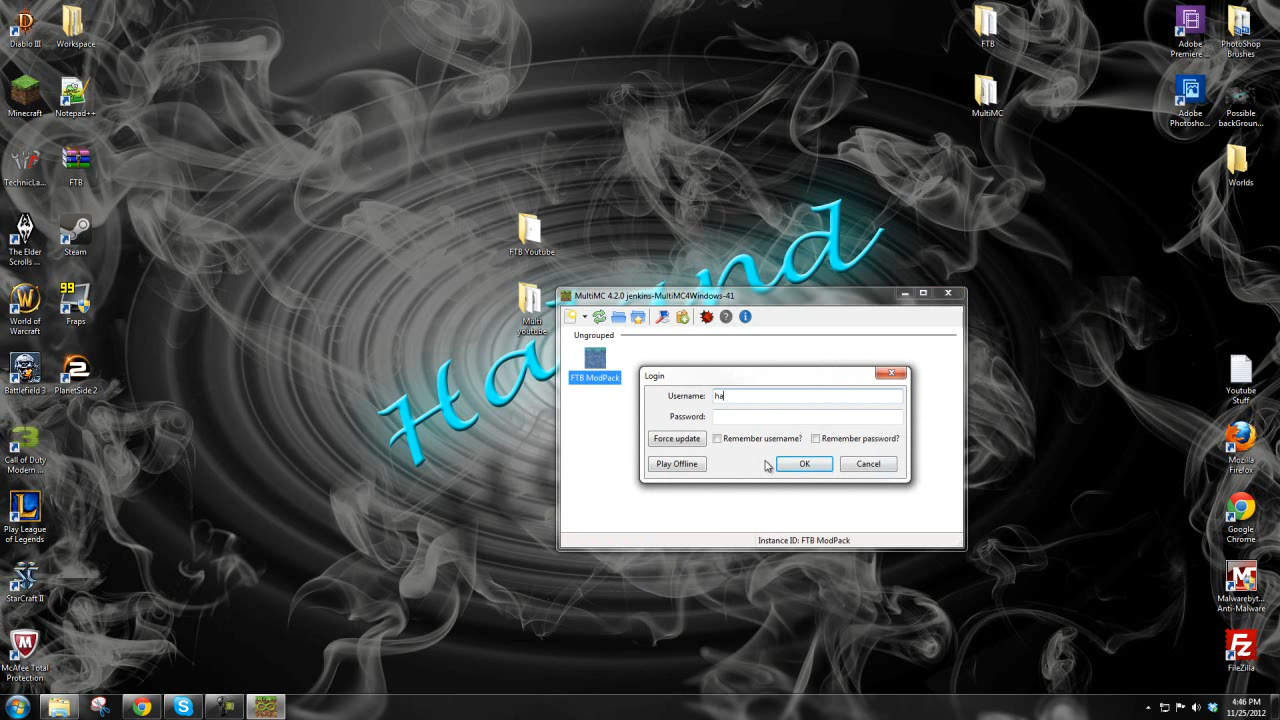 Diablo III
Workspace
FTB
Adobe
Premiere ...
PhotoShop
Brushes
Minecraft
Notepad++
MultiMC
Adobe
Photosho...
Possible
backGroun...
TechnicLa...
FTB
Worlds
The Elder
Scrolls ...
Steam
FTB Youtube
99
World of
Warcraft
Fraps
Multi
youtube
MultiMC 4.2.0 jenkins-MultiMC4Windows-41
Ungrouped
FTB ModPack
Login
Username: ha
Password:
Force update
Remember username?
Remember password?
Play Offline
OK
Cancel
Instance ID: FTB ModPack
Battlefield 3
PlanetSide 2
Youtube
Stuff
Call of Duty
Modern ...
Mozilla
Firefox
Play League
of Legends
Google
Chrome
StarCraft II
Malwarebyt...
Anti-Malware
McAfee Total
Protection
FileZilla
4:46 PM
11/25/2012